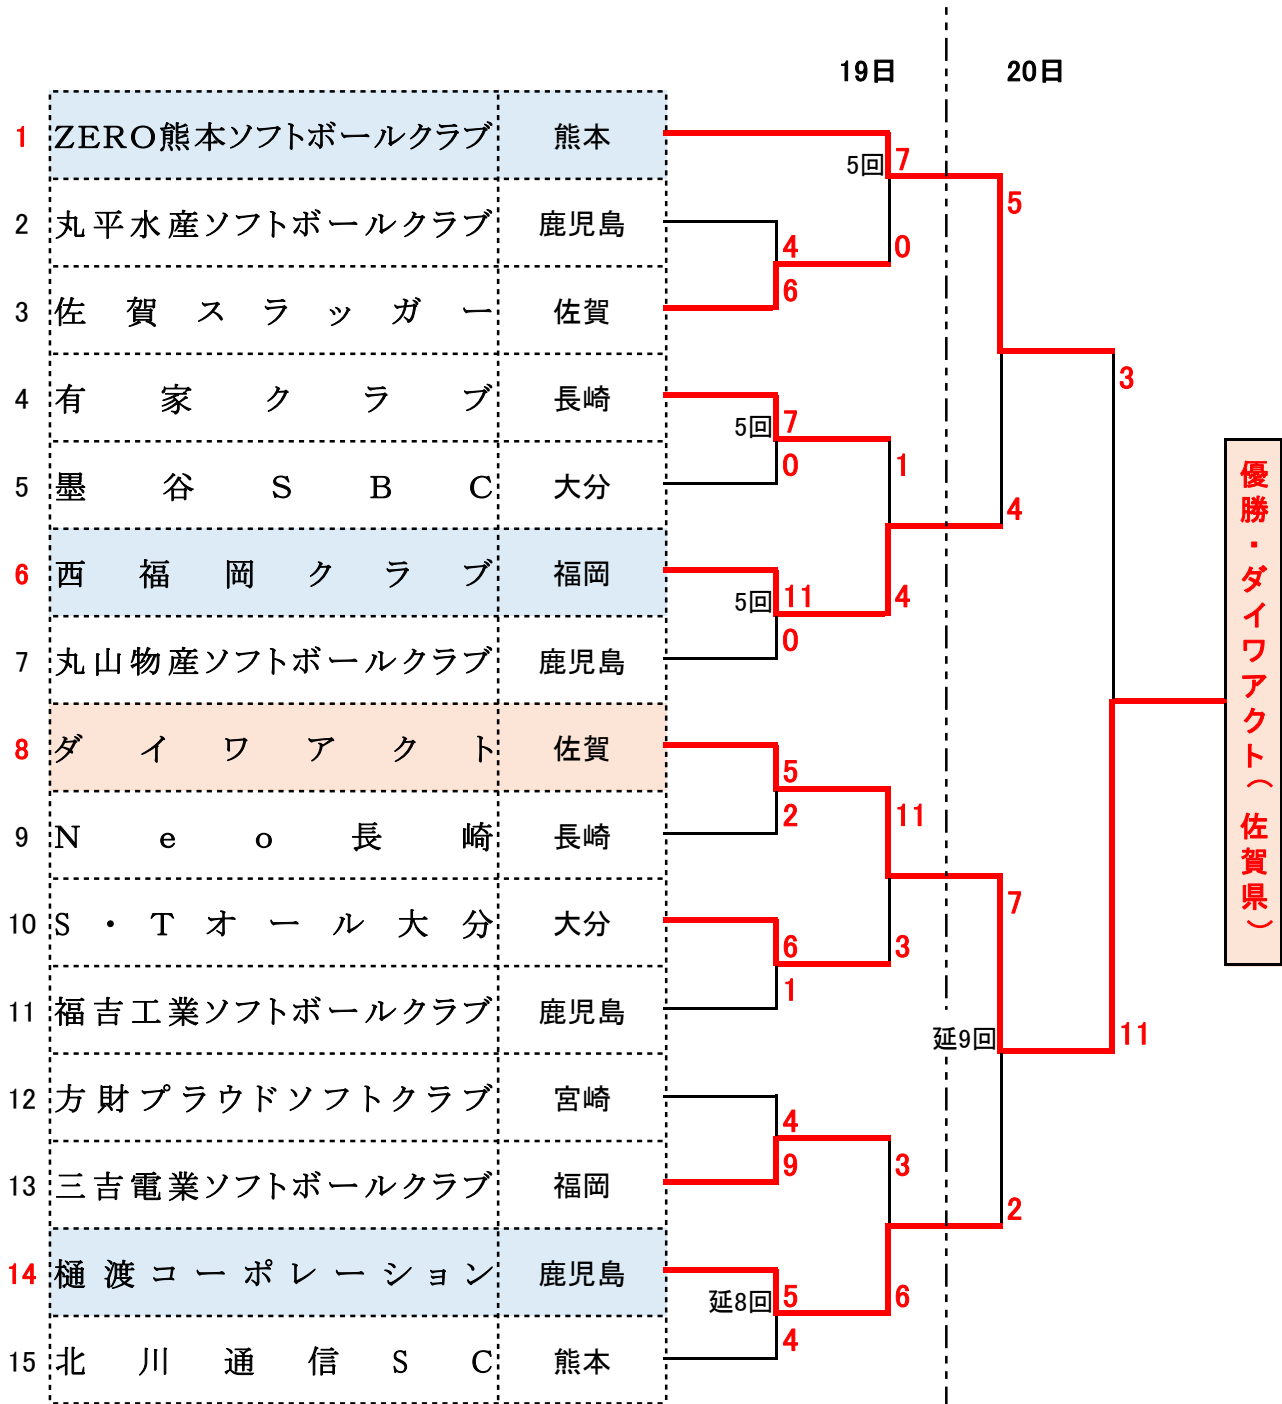 19日 20日
1 ZERO熊本ソフトボールクラブ 熊本
7
5回
5
2 丸平水産ソフトボールクラブ 鹿児島
4
0
3 佐賀スラッガー 佐賀
6
3
4 有家クラブ 長崎
7
5回
1
5 墨谷SBC 大分
0
4
6 西福岡クラブ 福岡
11
5回
4
7 丸山物産ソフトボールクラブ 鹿児島
0
8 ダイワアクト 佐賀
5
11
9 Neo長崎 長崎
2
7
10 S・Tオール大分 大分
6
3
11 福吉工業ソフトボールクラブ 鹿児島
1
延9回
11
12 方財プラウドソフトクラブ 宮崎
4
13 三吉電業ソフトボールクラブ 福岡
9
3
2
14 樋渡コーポレーション 鹿児島
5
延8回
6
15 北川通信SC 熊本
4
優勝・ダイワアクト(佐賀県)